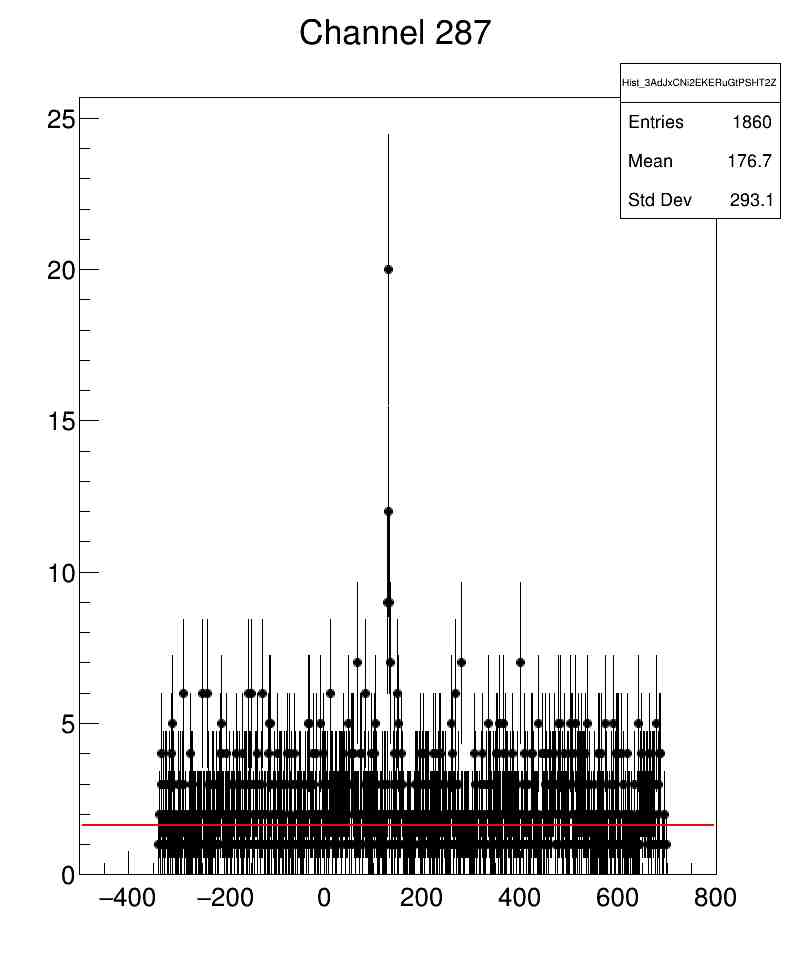 Channel 287
Hist_3AdJxCNi2EKERuGtPSHT2Z
Entries 1860
Mean 176.7
Std Dev 293.1
25
20
15
10
5
0
−400 −200 0 200 400 600 800